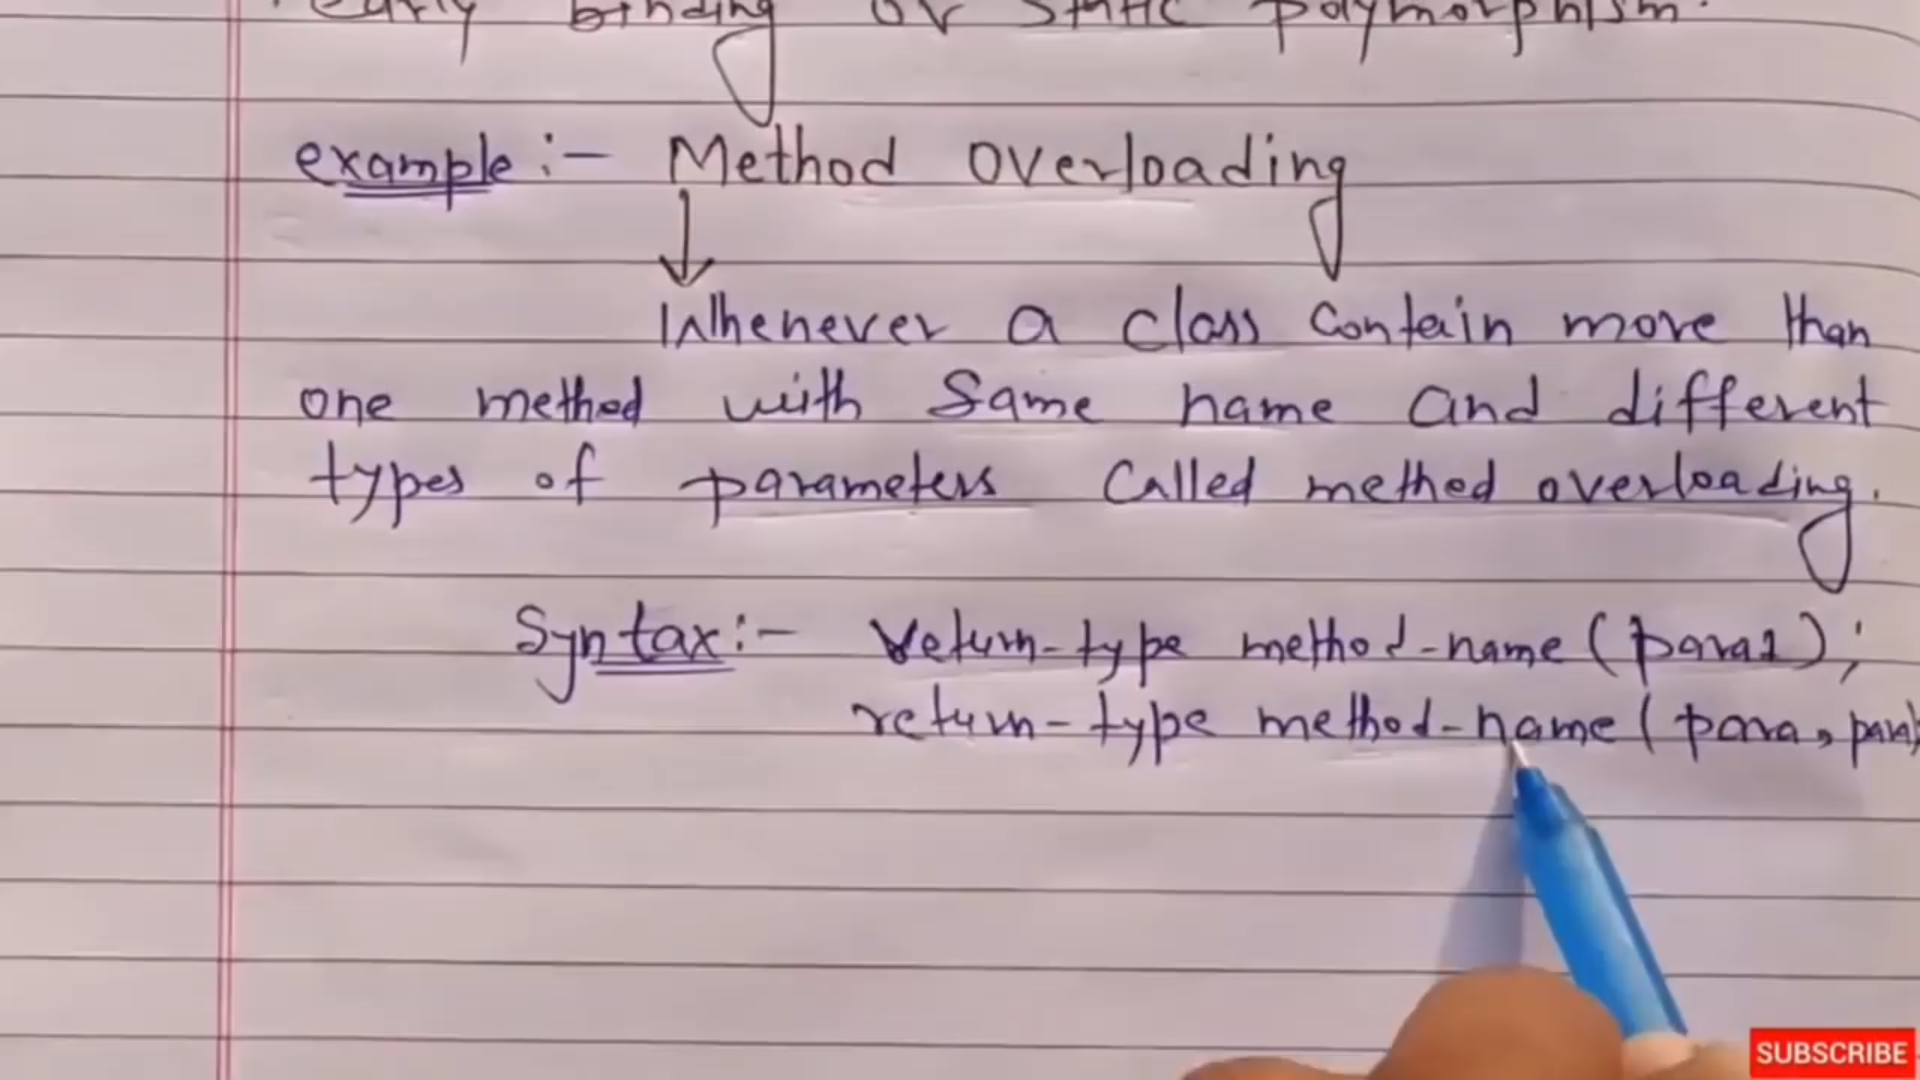 early binding or static polymorphism.
example:- Method Overloading
Whenever a class contain more than
one method with same name and different
types of parameters called method overloading.
Syntax:- return-type method-name (para1);
return-type method-name (para, para)
SUBSCRIBE